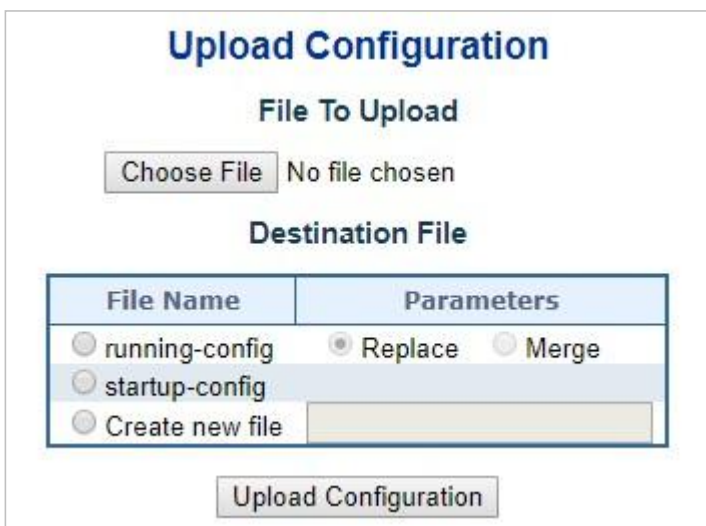 Upload Configuration
File To Upload
Choose File No file chosen
Destination File
File Name Parameters
running-config Replace Merge
startup-config
Create new file
Upload Configuration